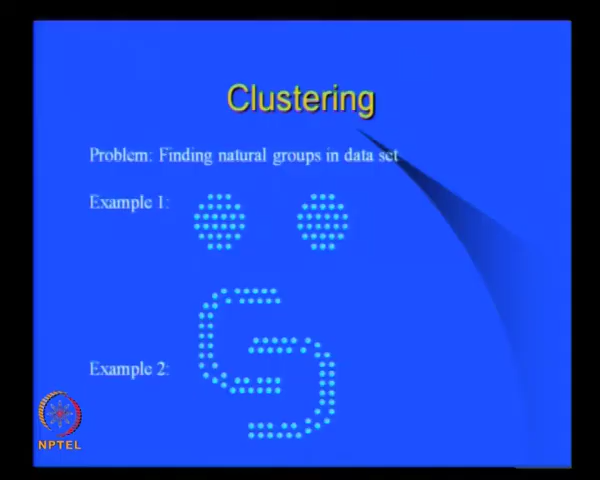 Clustering
Problem: Finding natural groups in data set
Example 1:
Example 2:
NPTEL